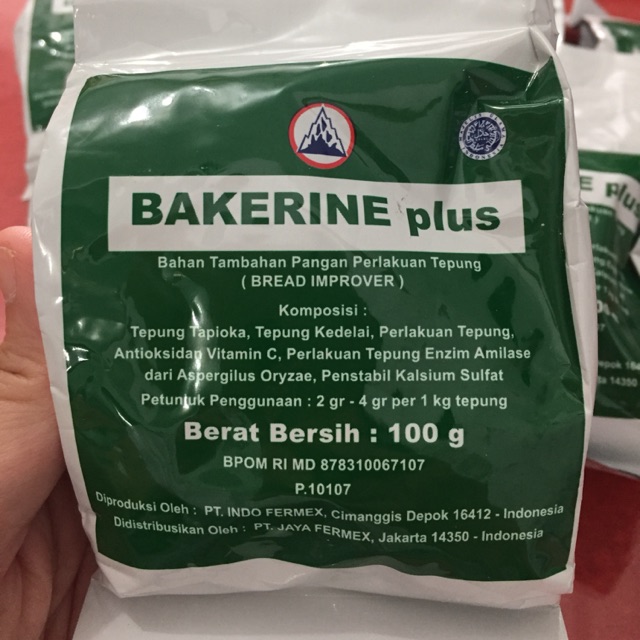 BAKERINE plus
Bahan Tambahan Pangan Perlakuan Tepung
( BREAD IMPROVER )
Komposisi :
Tepung Tapioka, Tepung Kedelai, Perlakuan Tepung,
Antioksidan Vitamin C, Perlakuan Tepung Enzim Amilase
dari Aspergilus Oryzae, Penstabil Kalsium Sulfat
Petunjuk Penggunaan : 2 gr - 4 gr per 1 kg tepung
Berat Bersih : 100 g
BPOM RI MD 878310067107
P.10107
Diproduksi Oleh : PT. INDO FERMEX, Cimanggis Depok 16412 - Indonesia
Didistribusikan Oleh : PT. JAYA FERMEX, Jakarta 14350 - Indonesia
E plus